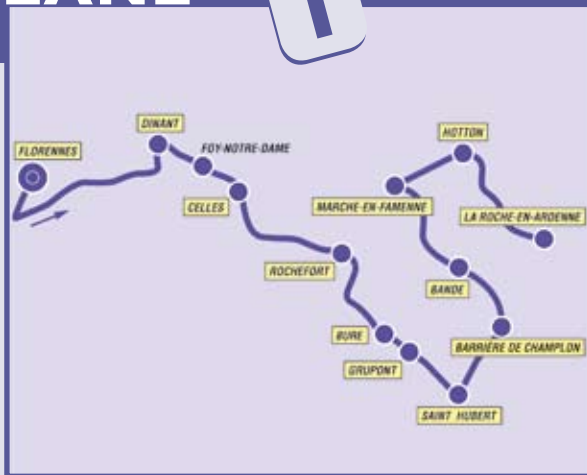 FLORENNES
DINANT
FOY-NOTRE-DAME
CELLES
ROCHEFORT
BURE
GRUPONT
SAINT HUBERT
BARRIÈRE DE CHAMPLON
BANDE
MARCHE-EN-FAMENNE
HOTTON
LA ROCHE-EN-ARDENNE